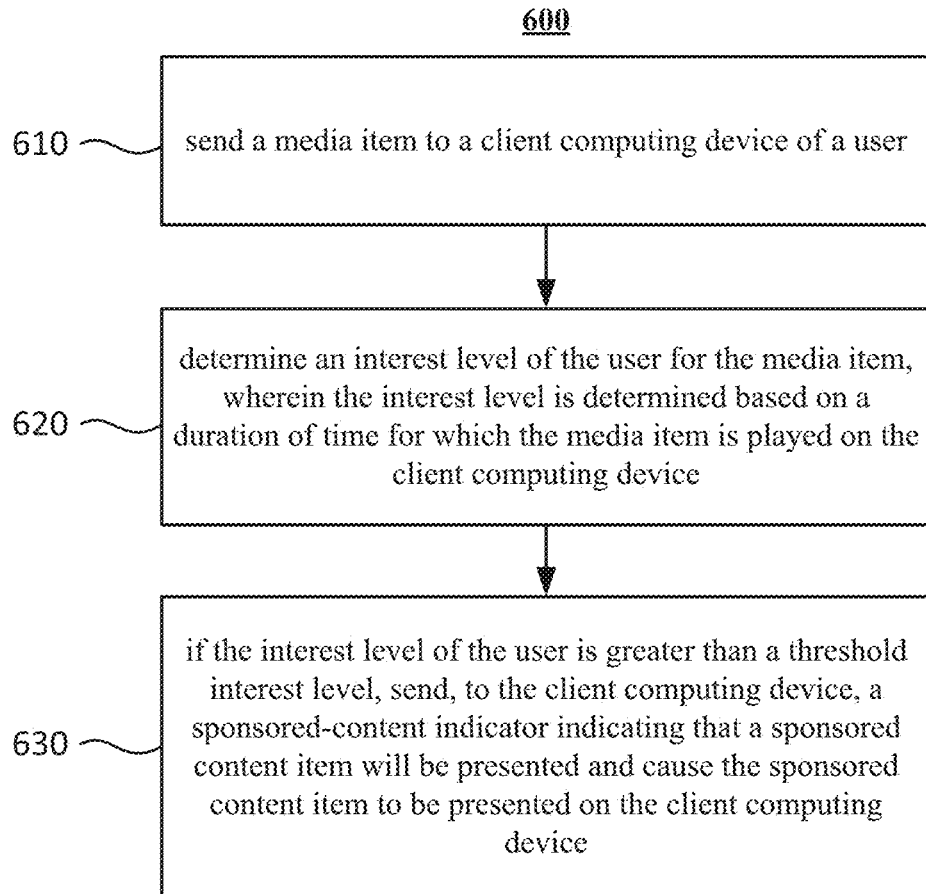 600
610
send a media item to a client computing device of a user
620
determine an interest level of the user for the media item,
wherein the interest level is determined based on a
duration of time for which the media item is played on the
client computing device
630
if the interest level of the user is greater than a threshold
interest level, send, to the client computing device, a
sponsored-content indicator indicating that a sponsored
content item will be presented and cause the sponsored
content item to be presented on the client computing
device